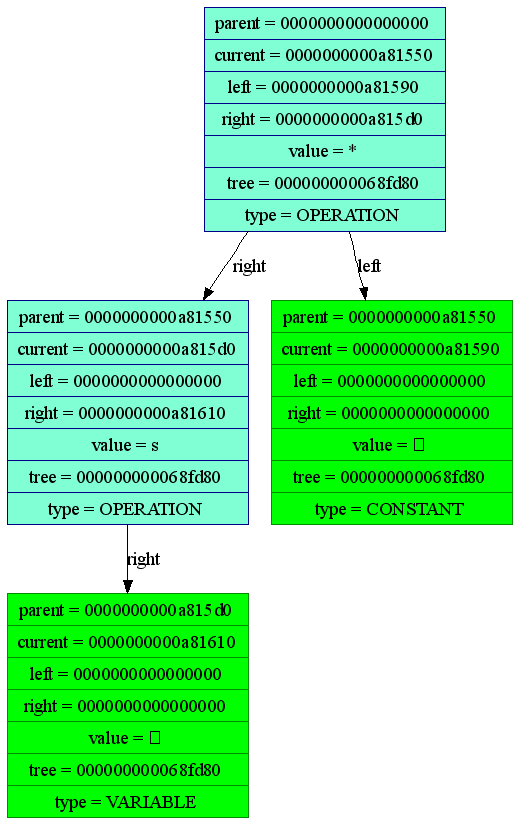 parent = 0000000000000000
current = 0000000000a81550
left = 0000000000a81590
right = 0000000000a815d0
value = *
tree = 000000000068fd80
type = OPERATION
right
left
parent = 0000000000a81550
current = 0000000000a815d0
left = 0000000000000000
right = 0000000000a81610
value = s
tree = 000000000068fd80
type = OPERATION
parent = 0000000000a81550
current = 0000000000a81590
left = 0000000000000000
right = 0000000000000000
value = □
tree = 000000000068fd80
type = CONSTANT
right
parent = 0000000000a815d0
current = 0000000000a81610
left = 0000000000000000
right = 0000000000000000
value = □
tree = 000000000068fd80
type = VARIABLE